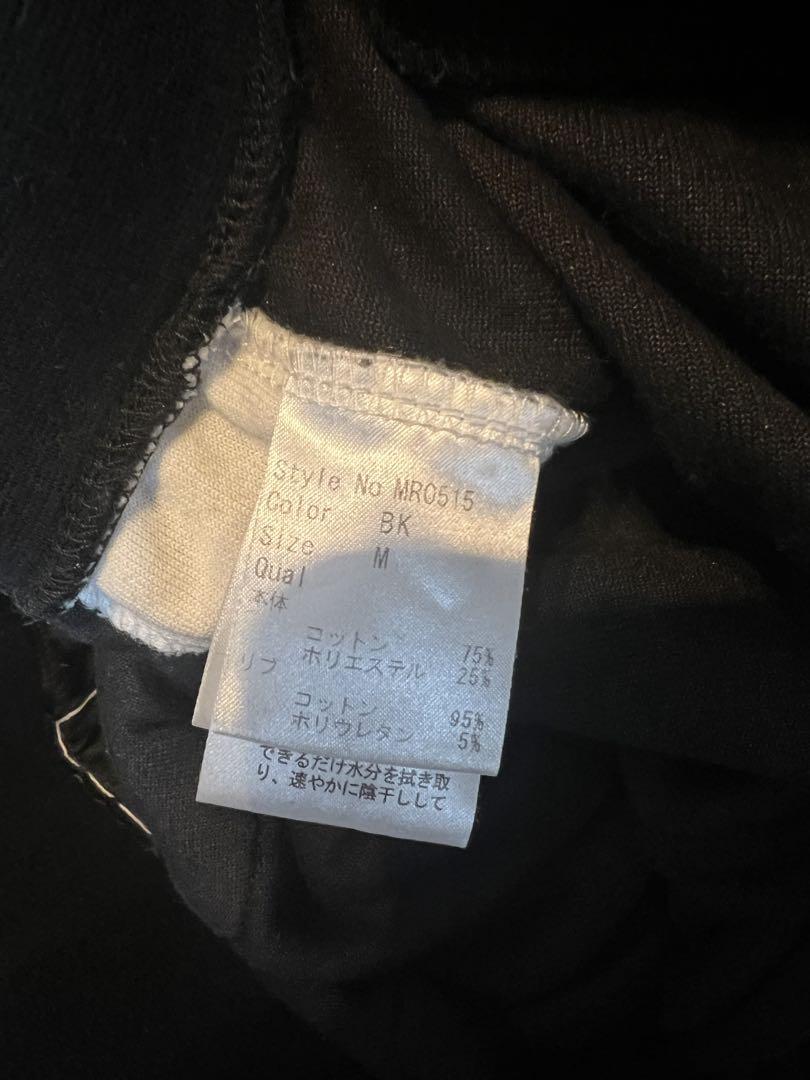 Style No MR0515
Color BK
Size M
Qual
本体
コットン 75%
ポリエステル 25%
リブ
コットン 95%
ポリウレタン 5%
できるだけ水分を拭き取
り、速やかに陰干しして